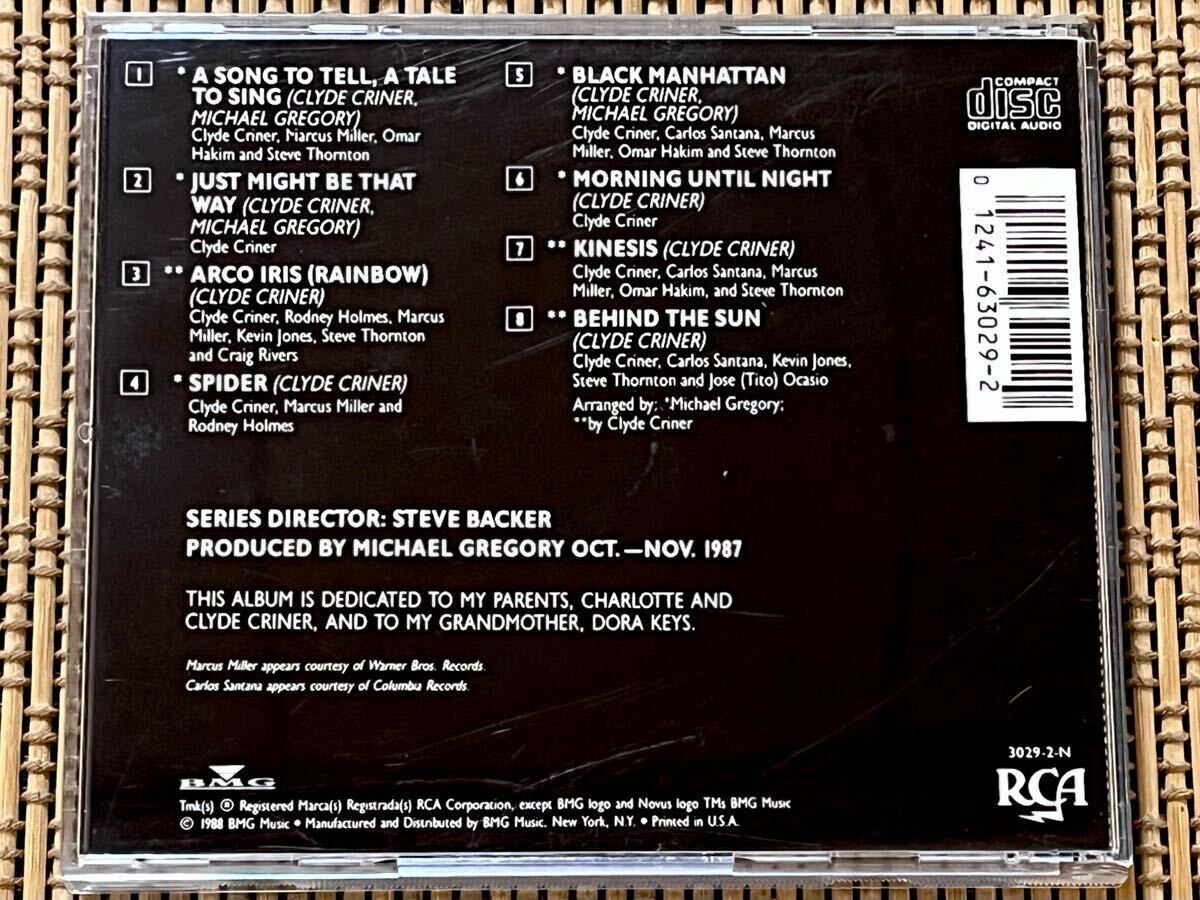 1 * A SONG TO TELL, A TALE
TO SING (CLYDE CRINER,
MICHAEL GREGORY)
Clyde Criner, Marcus Miller, Omar
Hakim and Steve Thornton
2 * JUST MIGHT BE THAT
WAY (CLYDE CRINER,
MICHAEL GREGORY)
Clyde Criner
3 ** ARCO IRIS (RAINBOW)
(CLYDE CRINER)
Clyde Criner, Rodney Holmes, Marcus
Miller, Kevin Jones, Steve Thornton
and Craig Rivers
4 * SPIDER (CLYDE CRINER)
Clyde Criner, Marcus Miller and
Rodney Holmes
5 * BLACK MANHATTAN
(CLYDE CRINER,
MICHAEL GREGORY)
Clyde Criner, Carlos Santana, Marcus
Miller, Omar Hakim and Steve Thornton
6 * MORNING UNTIL NIGHT
(CLYDE CRINER)
Clyde Criner
7 ** KINESIS (CLYDE CRINER)
Clyde Criner, Carlos Santana, Marcus
Miller, Omar Hakim, and Steve Thornton
8 ** BEHIND THE SUN
(CLYDE CRINER)
Clyde Criner, Carlos Santana, Kevin Jones,
Steve Thornton and Jose (Tito) Ocasio
Arranged by: *Michael Gregory;
**by Clyde Criner
COMPACT
disc
DIGITAL AUDIO
0 1241-63029-2
SERIES DIRECTOR: STEVE BACKER
PRODUCED BY MICHAEL GREGORY OCT.—NOV. 1987
THIS ALBUM IS DEDICATED TO MY PARENTS, CHARLOTTE AND
CLYDE CRINER, AND TO MY GRANDMOTHER, DORA KEYS.
Marcus Miller appears courtesy of Warner Bros. Records.
Carlos Santana appears courtesy of Columbia Records.
BMG
Tmk(s) ® Registered Marca(s) Registrada(s) RCA Corporation, except BMG logo and Novus logo TMs BMG Music
© 1988 BMG Music • Manufactured and Distributed by BMG Music, New York, N.Y. • Printed in U.S.A.
3029-2-N
RCA